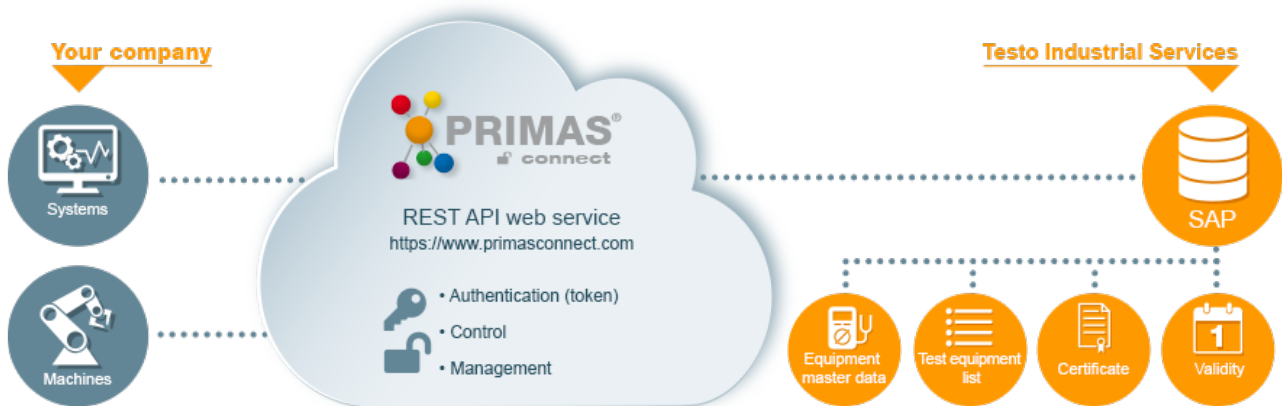 Your company
Testo Industrial Services
PRIMAS®
connect
Systems
SAP
REST API web service
https://www.primasconnect.com
• Authentication (token)
• Control
• Management
Machines
Equipment
master data
Test equipment
list
Certificate
1
Validity